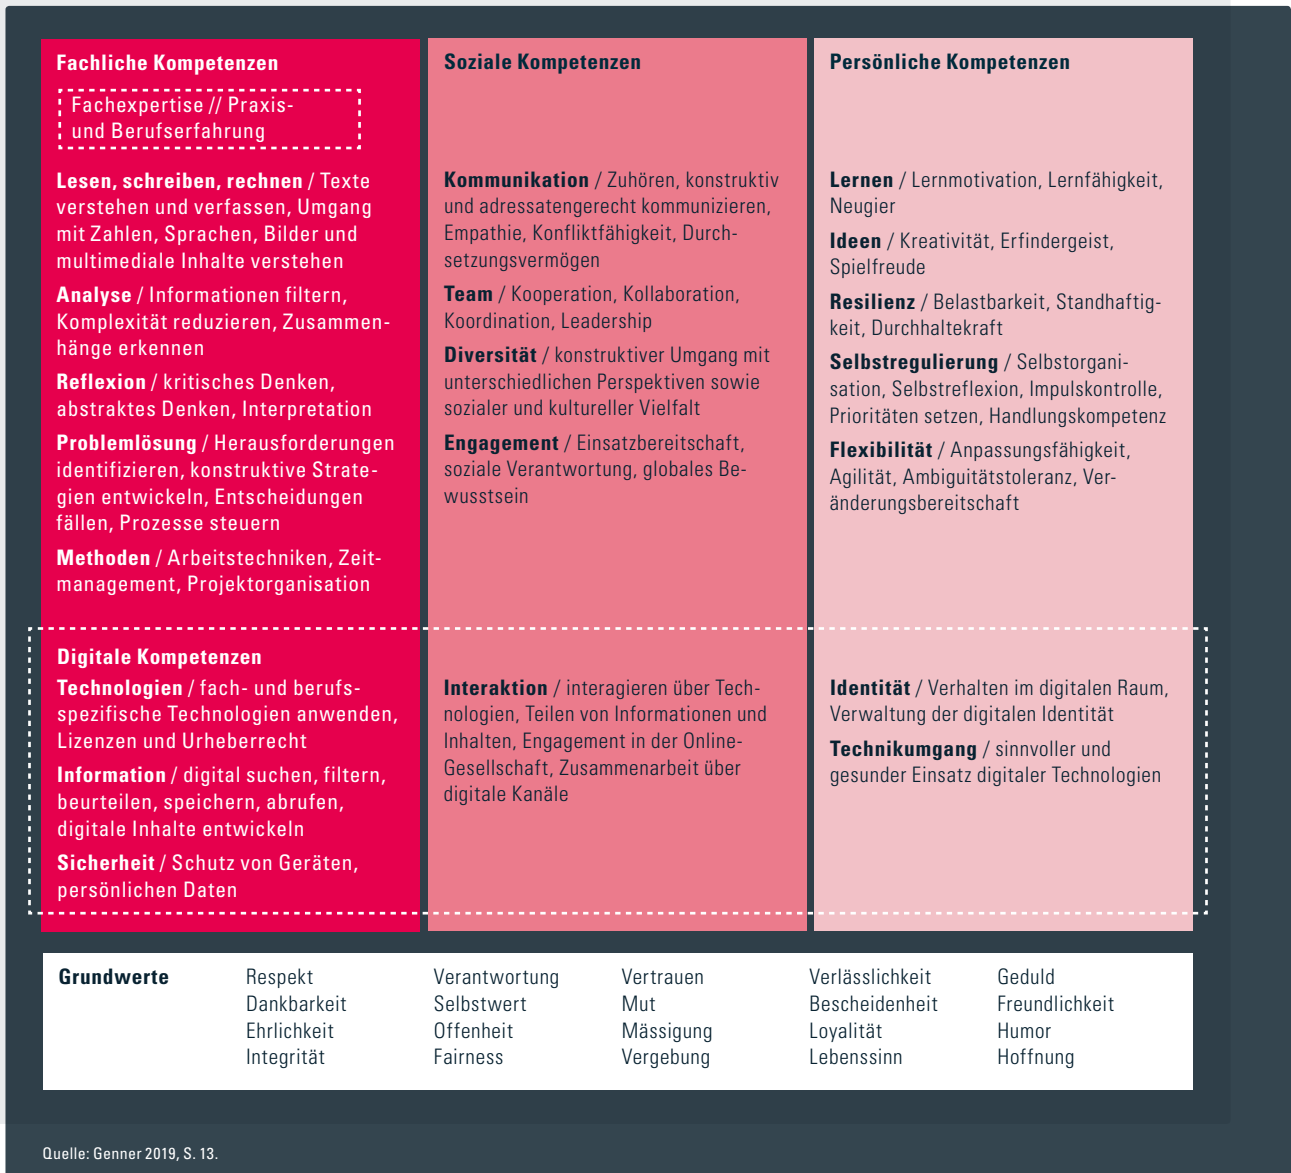 Fachliche Kompetenzen
Fachexpertise // Praxis-
und Berufserfahrung
Lesen, schreiben, rechnen / Texte
verstehen und verfassen, Umgang
mit Zahlen, Sprachen, Bilder und
multimediale Inhalte verstehen
Analyse / Informationen filtern,
Komplexität reduzieren, Zusammen-
hänge erkennen
Reflexion / kritisches Denken,
abstraktes Denken, Interpretation
Problemlösung / Herausforderungen
identifizieren, konstruktive Strate-
gien entwickeln, Entscheidungen
fällen, Prozesse steuern
Methoden / Arbeitstechniken, Zeit-
management, Projektorganisation
Soziale Kompetenzen
Kommunikation / Zuhören, konstruktiv
und adressatengerecht kommunizieren,
Empathie, Konfliktfähigkeit, Durch-
setzungsvermögen
Team / Kooperation, Kollaboration,
Koordination, Leadership
Diversität / konstruktiver Umgang mit
unterschiedlichen Perspektiven sowie
sozialer und kultureller Vielfalt
Engagement / Einsatzbereitschaft,
soziale Verantwortung, globales Be-
wusstsein
Persönliche Kompetenzen
Lernen / Lernmotivation, Lernfähigkeit,
Neugier
Ideen / Kreativität, Erfindergeist,
Spielfreude
Resilienz / Belastbarkeit, Standhaftig-
keit, Durchhaltekraft
Selbstregulierung / Selbstorgani-
sation, Selbstreflexion, Impulskontrolle,
Prioritäten setzen, Handlungskompetenz
Flexibilität / Anpassungsfähigkeit,
Agilität, Ambiguitätstoleranz, Ver-
änderungsbereitschaft
Digitale Kompetenzen
Technologien / fach- und berufs-
spezifische Technologien anwenden,
Lizenzen und Urheberrecht
Information / digital suchen, filtern,
beurteilen, speichern, abrufen,
digitale Inhalte entwickeln
Sicherheit / Schutz von Geräten,
persönlichen Daten
Interaktion / interagieren über Tech-
nologien, Teilen von Informationen und
Inhalten, Engagement in der Online-
Gesellschaft, Zusammenarbeit über
digitale Kanäle
Identität / Verhalten im digitalen Raum,
Verwaltung der digitalen Identität
Technikumgang / sinnvoller und
gesunder Einsatz digitaler Technologien
Grundwerte
Respekt
Dankbarkeit
Ehrlichkeit
Integrität
Verantwortung
Selbstwert
Offenheit
Fairness
Vertrauen
Mut
Mässigung
Vergebung
Verlässlichkeit
Bescheidenheit
Loyalität
Lebenssinn
Geduld
Freundlichkeit
Humor
Hoffnung
Quelle: Genner 2019, S. 13.